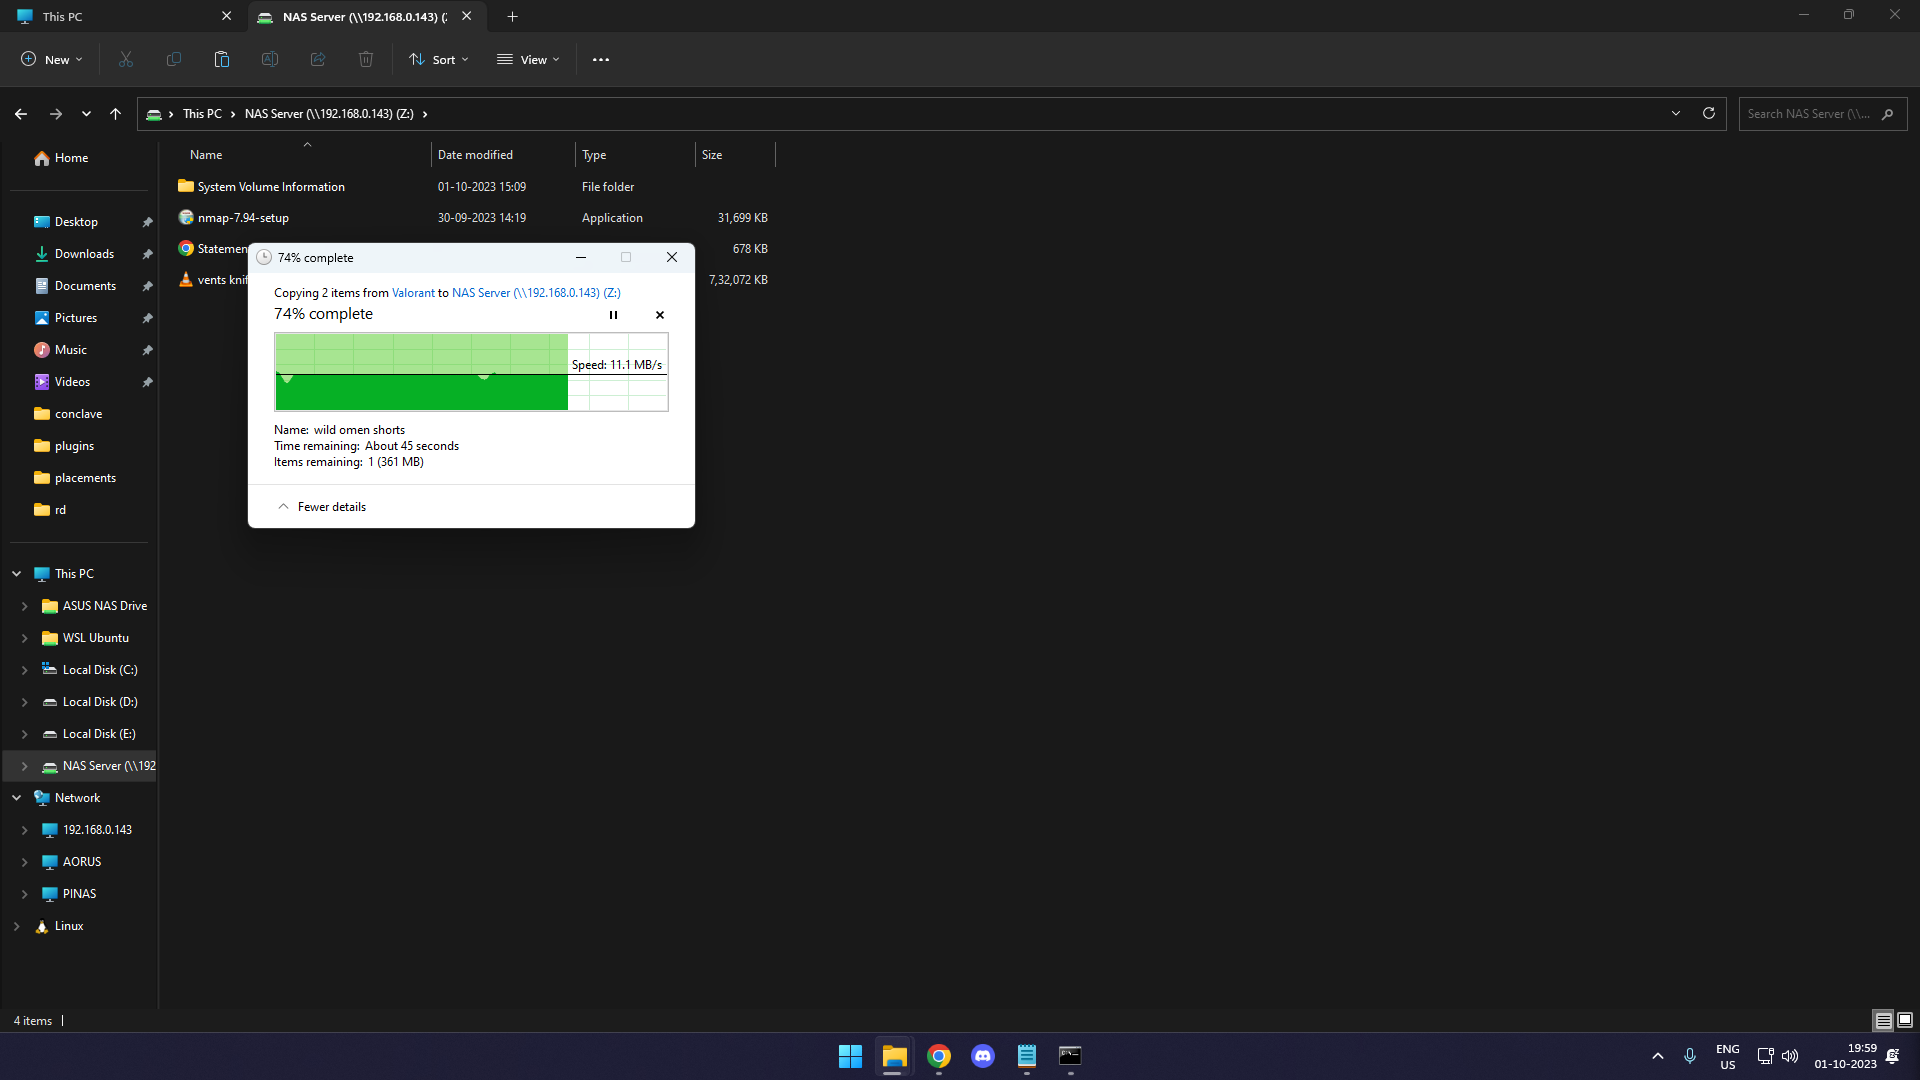 This PC
NAS Server (\\192.168.0.143) (Z
New
Sort
View
This PC
NAS Server (\\192.168.0.143) (Z:)
Search NAS Server (\\...
Name
Date modified
Type
Size
System Volume Information
01-10-2023 15:09
File folder
nmap-7.94-setup
30-09-2023 14:19
Application
31,699 KB
Statemen
678 KB
vents knif
7,32,072 KB
74% complete
Copying 2 items from Valorant to NAS Server (\\192.168.0.143) (Z:)
74% complete
Speed: 11.1 MB/s
Name: wild omen shorts
Time remaining: About 45 seconds
Items remaining: 1 (361 MB)
Fewer details
Home
Desktop
Downloads
Documents
Pictures
Music
Videos
conclave
plugins
placements
rd
This PC
ASUS NAS Drive
WSL Ubuntu
Local Disk (C:)
Local Disk (D:)
Local Disk (E:)
NAS Server (\\192
Network
192.168.0.143
AORUS
PINAS
Linux
4 items
ENG
US
19:59
01-10-2023